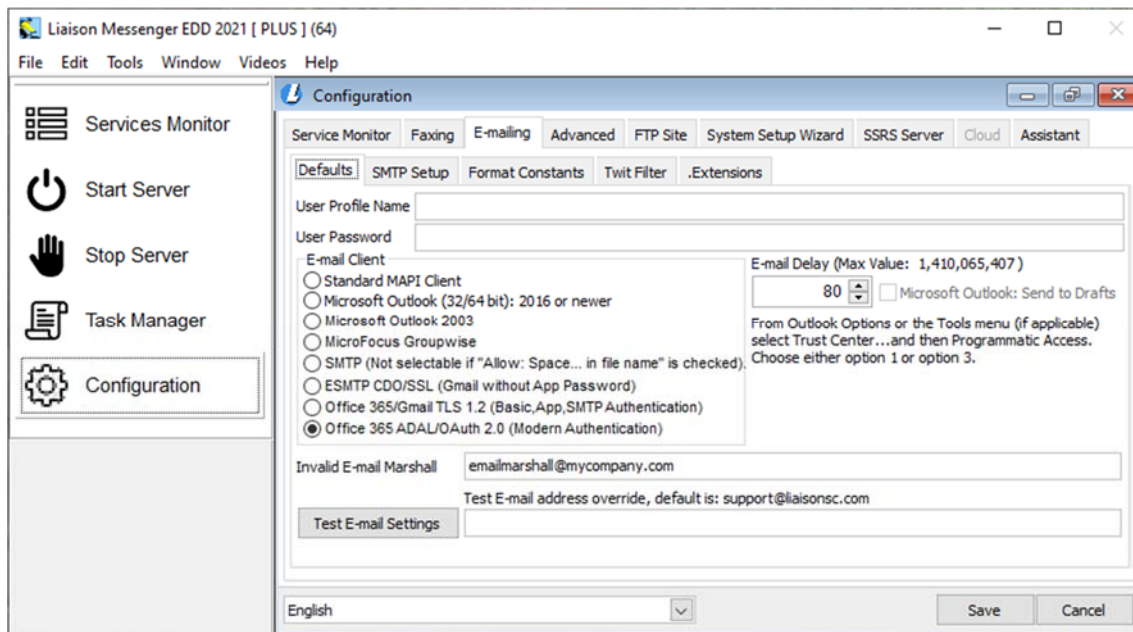 Liaison Messenger EDD 2021 [ PLUS ] (64)
File Edit Tools Window Videos Help
Services Monitor
Start Server
Stop Server
Task Manager
Configuration
Configuration
Service Monitor Faxing E-mailing Advanced FTP Site System Setup Wizard SSRS Server Cloud Assistant
Defaults SMTP Setup Format Constants Twit Filter .Extensions
User Profile Name
User Password
E-mail Client
Standard MAPI Client
Microsoft Outlook (32/64 bit): 2016 or newer
Microsoft Outlook 2003
MicroFocus Groupwise
SMTP (Not selectable if "Allow: Space... in file name" is checked).
ESMTP CDO/SSL (Gmail without App Password)
Office 365/Gmail TLS 1.2 (Basic,App,SMTP Authentication)
Office 365 ADAL/OAuth 2.0 (Modern Authentication)
E-mail Delay (Max Value: 1,410,065,407 )
80 Microsoft Outlook: Send to Drafts
From Outlook Options or the Tools menu (if applicable)
select Trust Center...and then Programmatic Access.
Choose either option 1 or option 3.
Invalid E-mail Marshall emailmarshall@mycompany.com
Test E-mail address override, default is: support@liaisonsc.com
Test E-mail Settings
English
Save Cancel